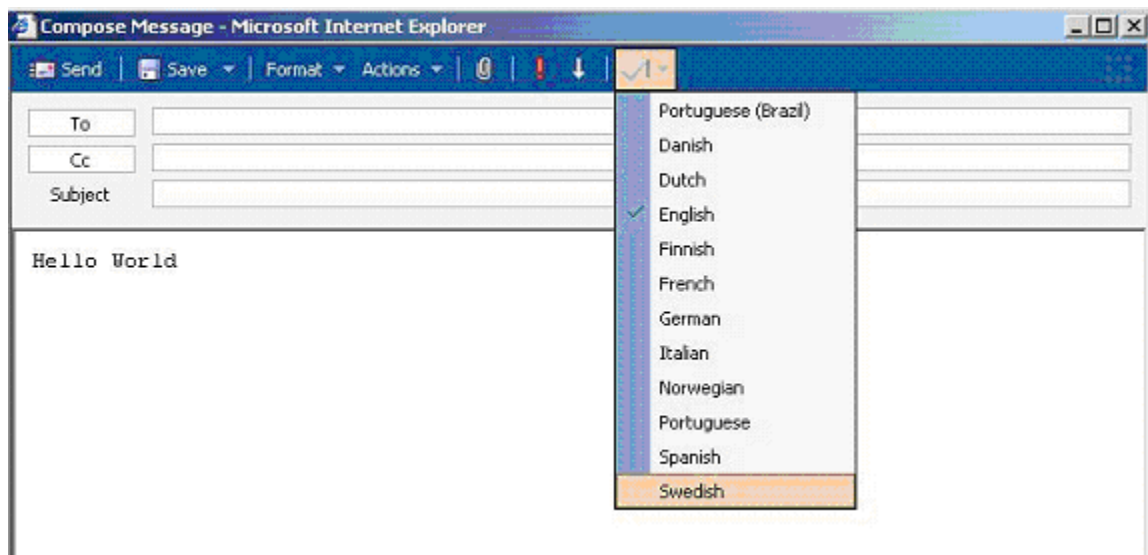 Compose Message - Microsoft Internet Explorer
Send Save Format Actions
To
Cc
Subject
Hello World
Portuguese (Brazil)
Danish
Dutch
English
Finnish
French
German
Italian
Norwegian
Portuguese
Spanish
Swedish